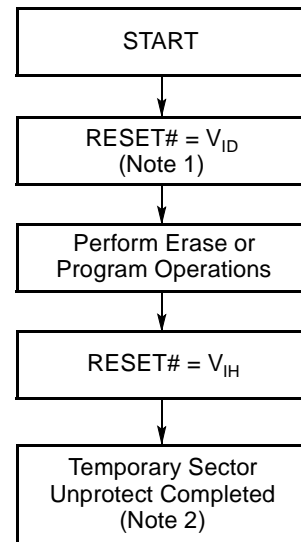 START
RESET# = V_ID
(Note 1)
Perform Erase or
Program Operations
RESET# = V_IH
Temporary Sector
Unprotect Completed
(Note 2)